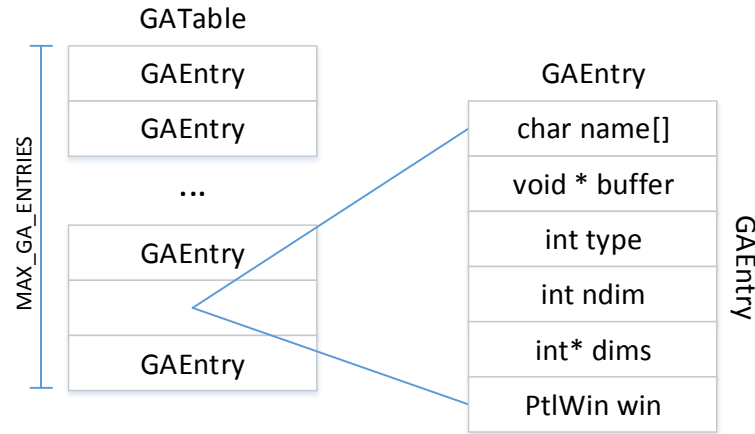 GATable
GAEntry
GAEntry
...
GAEntry
GAEntry
MAX_GA_ENTRIES
GAEntry
char name[]
void * buffer
int type
int ndim
int* dims
PtlWin win
GAEntry